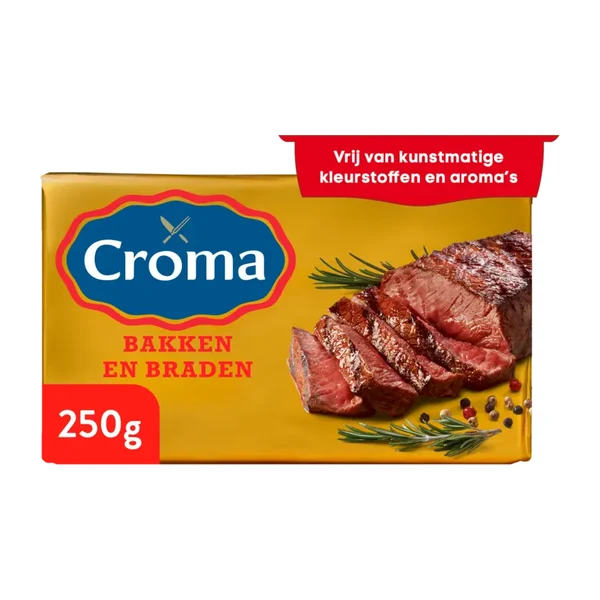 Vrij van kunstmatige
kleurstoffen en aroma's
Croma
BAKKEN
EN BRADEN
250g